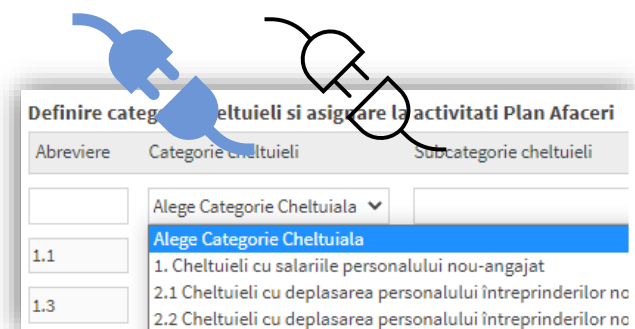 Definire cheltuieli si asignare la activitati Plan Afaceri
Abreviere Categorie cheltuieli Subcategorie cheltuieli
Alege Categorie Cheltuiala
Alege Categorie Cheltuiala
1.1
1. Cheltuieli cu salariile personalului nou-angajat
2.1 Cheltuieli cu deplasarea personalului întreprinderilor no
1.3
2.2 Cheltuieli cu deplasarea personalului întreprinderilor no